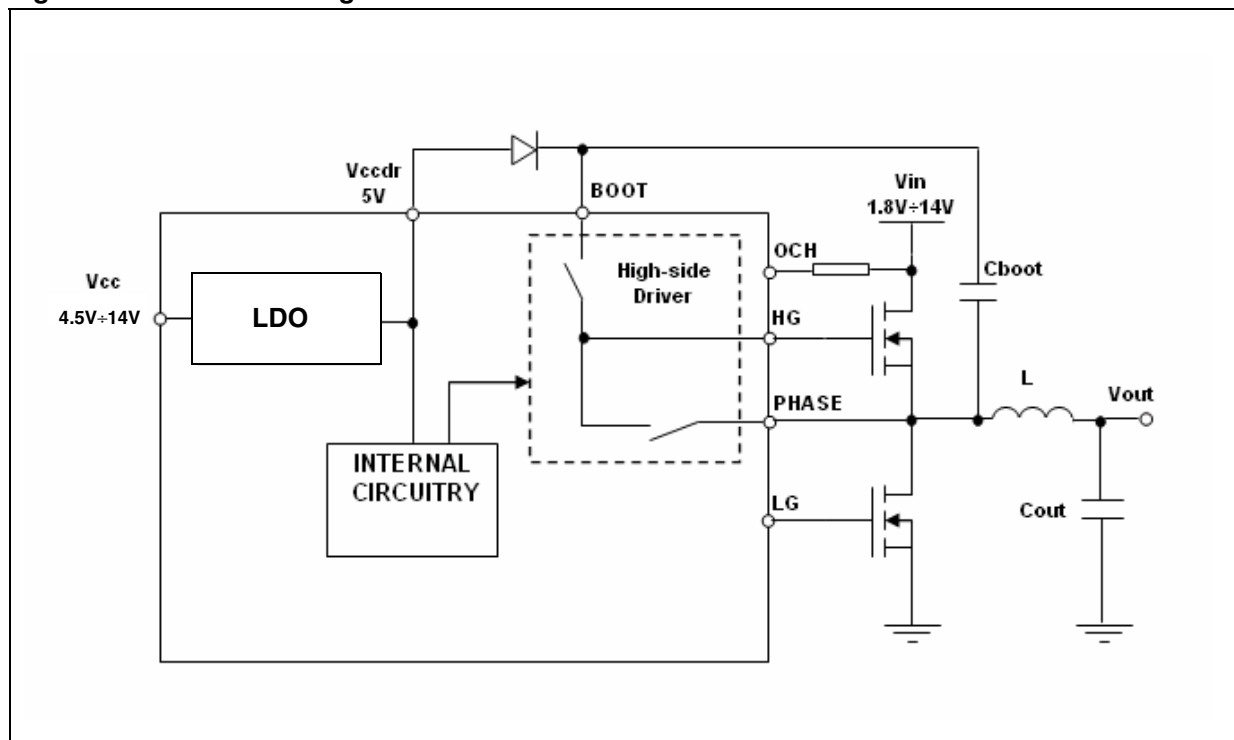 Vccdr
5V
BOOT
Vin
1.8V÷14V
OCH
High-side
Driver
Cboot
Vcc
4.5V÷14V
LDO
HG
L
Vout
PHASE
INTERNAL
CIRCUITRY
LG
Cout